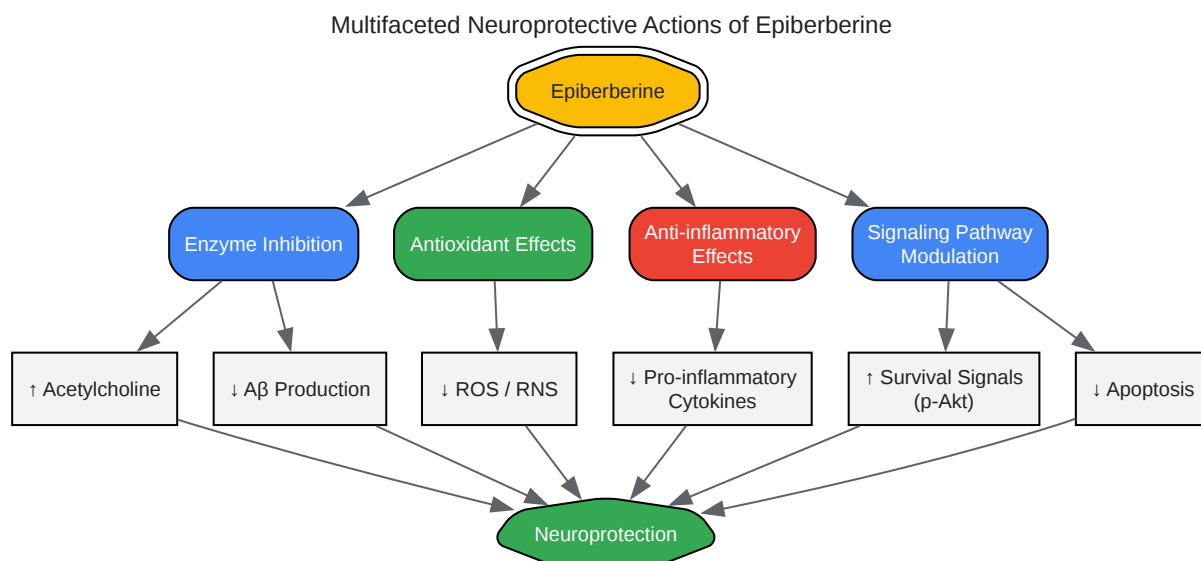 Multifaceted Neuroprotective Actions of Epiberberine
Epiberberine
Enzyme Inhibition
Antioxidant Effects
Anti-inflammatory
Effects
Signaling Pathway
Modulation
↑ Acetylcholine
↓ Aβ Production
↓ ROS / RNS
↓ Pro-inflammatory
Cytokines
↑ Survival Signals
(p-Akt)
↓ Apoptosis
Neuroprotection